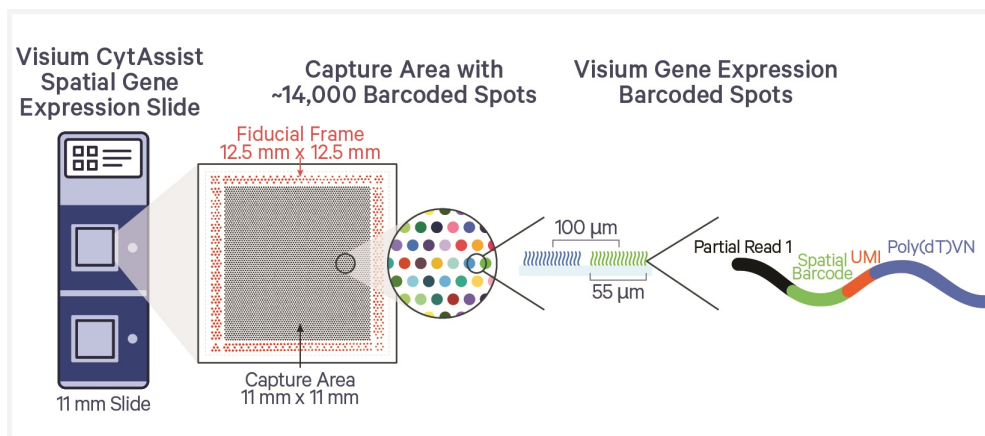 Visium CytAssist
Spatial Gene
Expression Slide
Capture Area with
~14,000 Barcoded Spots
Visium Gene Expression
Barcoded Spots
Fiducial Frame
12.5 mm x 12.5 mm
100 µm
55 µm
Partial Read 1
Spatial
Barcode
UMI
Poly(dT)VN
Capture Area
11 mm x 11 mm
11 mm Slide